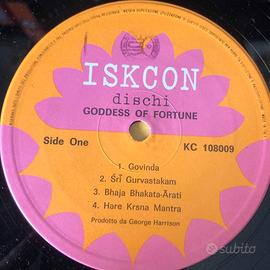 ISKCON
dischi
GODDESS OF FORTUNE
Side One
KC 108009
1. Govinda
2. Śrī Gurvastakam
3. Bhaja Bhakata-Ārati
4. Hare Krsna Mantra
Prodotto da George Harrison
subito